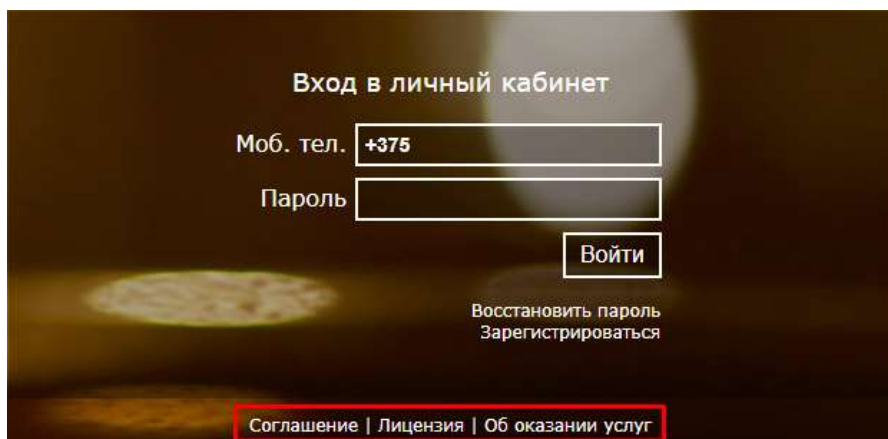 Вход в личный кабинет
Моб. тел. +375
Пароль
Войти
Восстановить пароль
Зарегистрироваться
Соглашение | Лицензия | Об оказании услуг